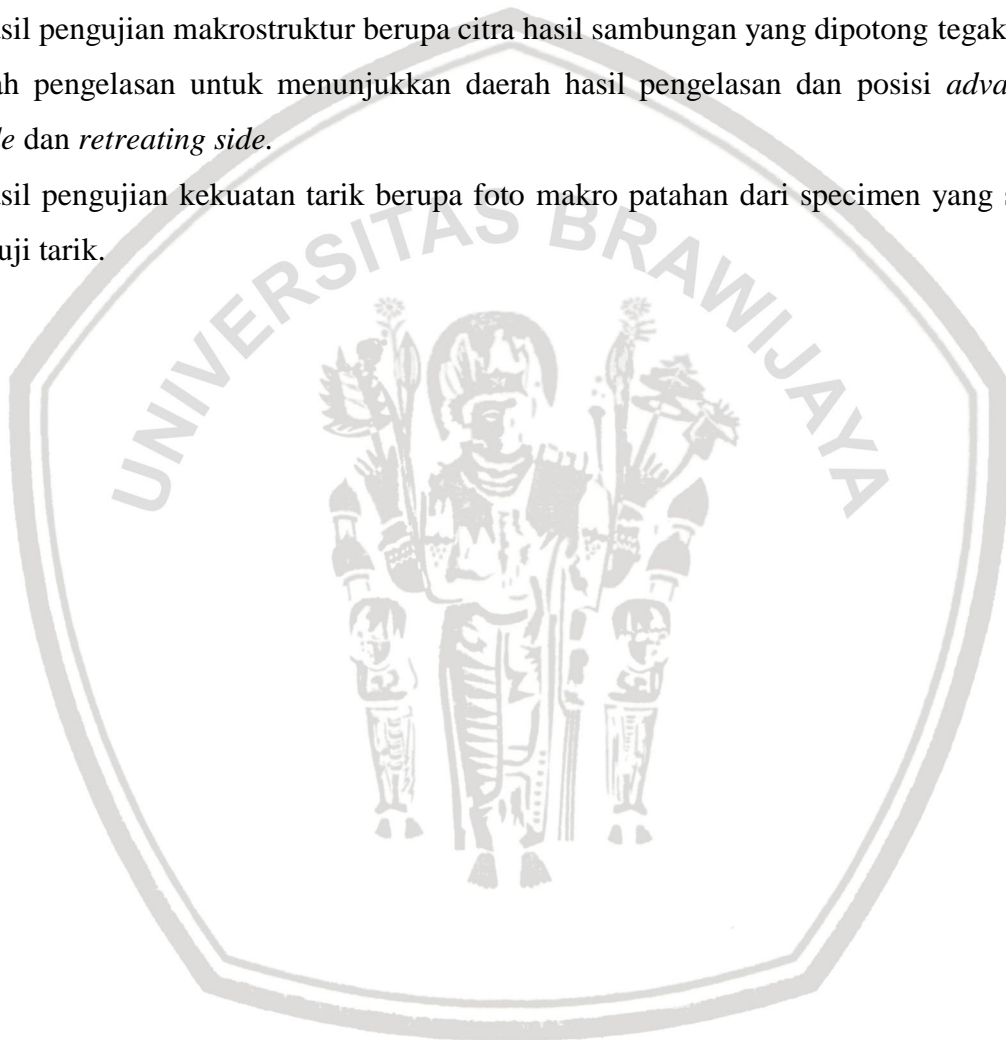 sil pengujian makrostruktur berupa citra hasil sambungan yang dipotong tegak
ah pengelasan untuk menunjukkan daerah hasil pengelasan dan posisi adva
de dan retreating side.
sil pengujian kekuatan tarik berupa foto makro patahan dari specimen yang s
uji tarik.
UNIVERSITAS BRAWIJAYA